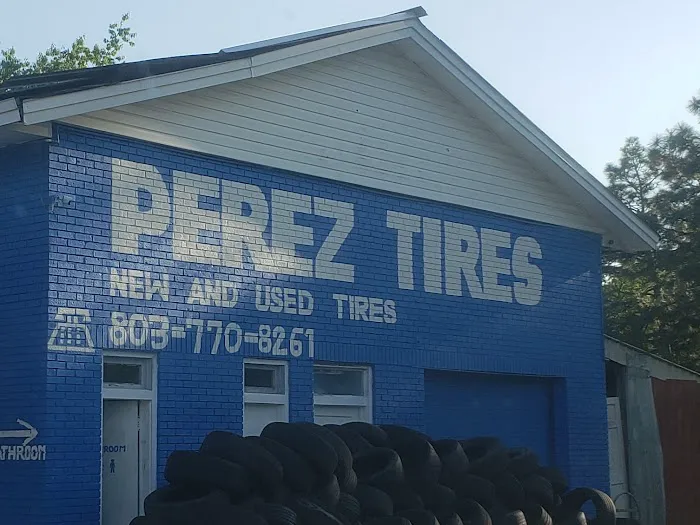 PEREZ TIRES
NEW AND USED TIRES
803-770-8261
ATHROOM
ROOM